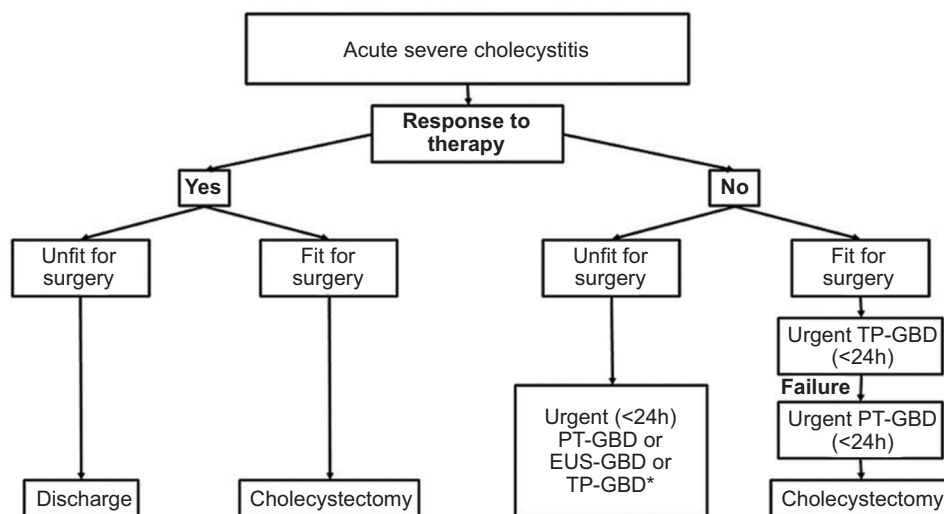 Acute severe cholecystitis
Response to
therapy
Yes
No
Unfit for
surgery
Fit for
surgery
Unfit for
surgery
Fit for
surgery
Urgent TP-GBD
(<24h)
Failure
Urgent (<24h)
PT-GBD or
EUS-GBD or
TP-GBD*
Urgent PT-GBD
(<24h)
Discharge
Cholecystectomy
Cholecystectomy